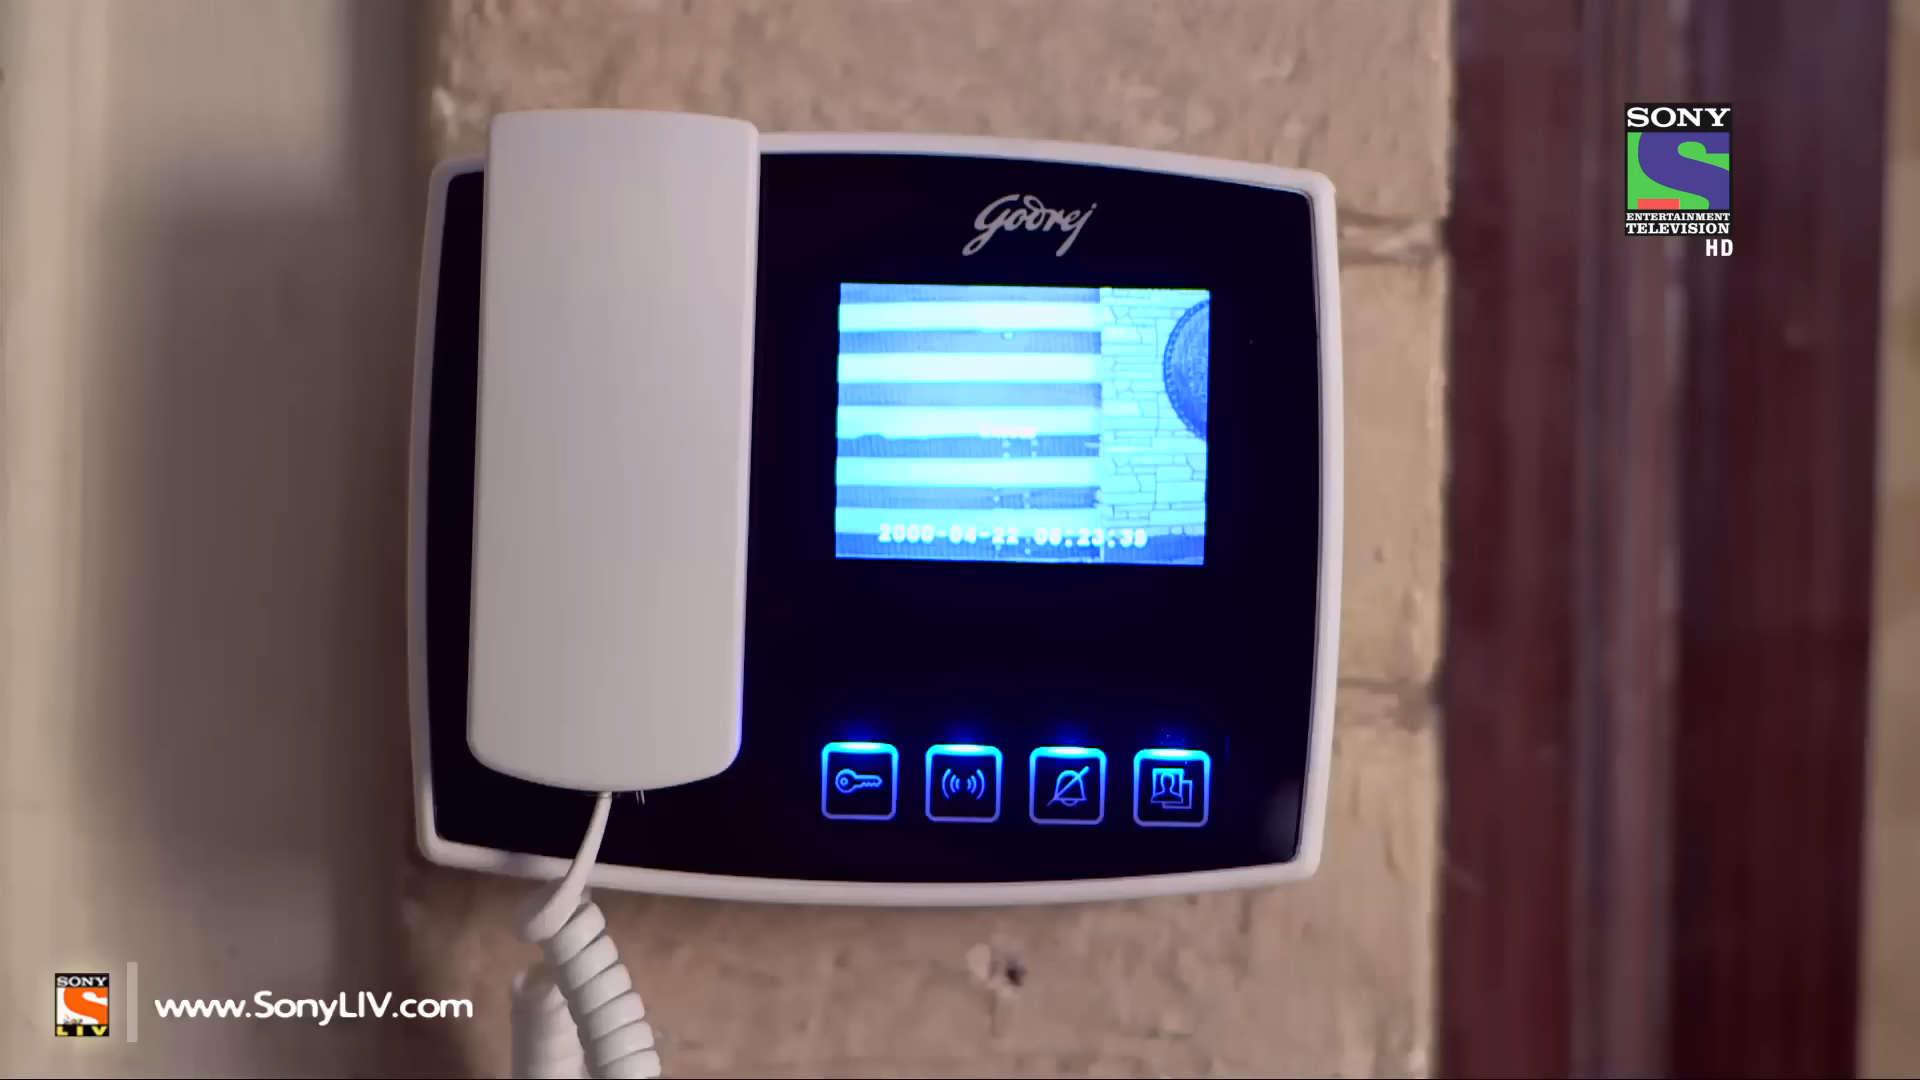 Godrej
SONY
ENTERTAINMENT
TELEVISION
HD
SONY
LIV
www.SonyLIV.com